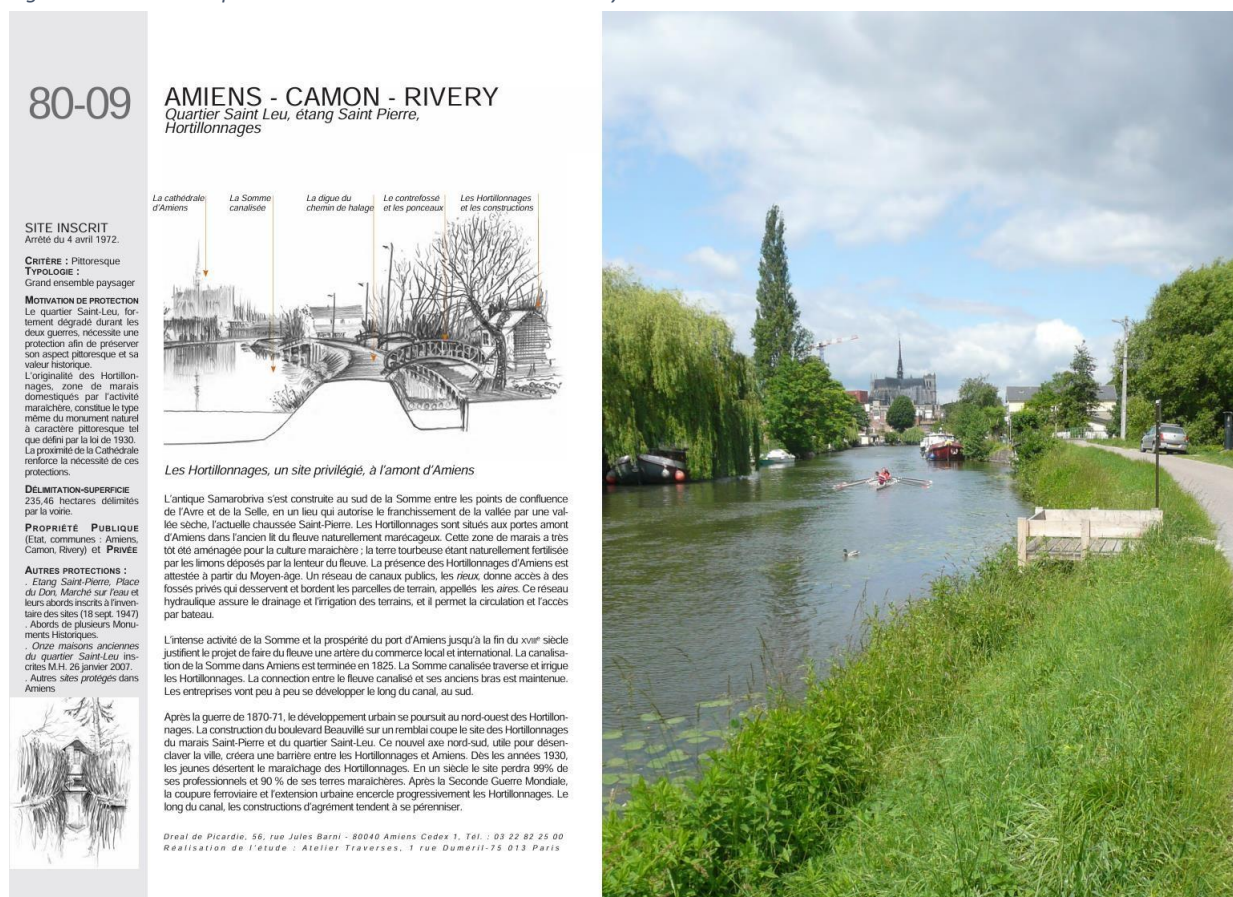 80-09
AMIENS - CAMON - RIVERY
Quartier Saint Leu, étang Saint Pierre,
Hortillonnages
La cathédrale
d'Amiens
La Somme
canalisée
La digue du
chemin de halage
Le contrefossé
et les ponceaux
Les Hortillonnages
et les constructions
SITE INSCRIT
Arrêté du 4 avril 1972.
CRITÈRE : Pittoresque
TYPOLOGIE :
Grand ensemble paysager
MOTIVATION DE PROTECTION
Le quartier Saint-Leu, for-
tement dégradé durant les
deux guerres, nécessite une
protection afin de préserver
son aspect pittoresque et sa
valeur historique.
L'originalité des Hortillon-
nages, zone de marais
domestiqués par l'activité
maraîchère, constitue le type
même du monument naturel
à caractère pittoresque tel
que défini par la loi de 1930.
La proximité de la Cathédrale
renforce la nécessité de ces
protections.
DÉLIMITATION-SUPERFICIE
235,46 hectares délimités
par la voirie.
PROPRIÉTÉ PUBLIQUE
(Etat, communes : Amiens,
Camon, Rivery) et PRIVÉE
AUTRES PROTECTIONS :
. Etang Saint-Pierre, Place
du Don, Marché sur l'eau et
leurs abords inscrits à l'inven-
taire des sites (18 sept. 1947)
. Abords de plusieurs Monu-
ments Historiques.
. Onze maisons anciennes
du quartier Saint-Leu ins-
crites M.H. 26 janvier 2007.
. Autres sites protégés dans
Amiens
Les Hortillonnages, un site privilégié, à l'amont d'Amiens
L'antique Samarobriva s'est construite au sud de la Somme entre les points de confluence
de l'Avre et de la Selle, en un lieu qui autorise le franchissement de la vallée par une val-
lée sèche, l'actuelle chaussée Saint-Pierre. Les Hortillonnages sont situés aux portes amont
d'Amiens dans l'ancien lit du fleuve naturellement marécageux. Cette zone de marais a très
tôt été aménagée pour la culture maraîchère ; la terre tourbeuse étant naturellement fertilisée
par les limons déposés par la lenteur du fleuve. La présence des Hortillonnages d'Amiens est
attestée à partir du Moyen-âge. Un réseau de canaux publics, les rieux, donne accès à des
fossés privés qui desservent et bordent les parcelles de terrain, appellés les aires. Ce réseau
hydraulique assure le drainage et l'irrigation des terrains, et il permet la circulation et l'accès
par bateau.
L'intense activité de la Somme et la prospérité du port d'Amiens jusqu'à la fin du XVIIIe siècle
justifient le projet de faire du fleuve une artère du commerce local et international. La canalisa-
tion de la Somme dans Amiens est terminée en 1825. La Somme canalisée traverse et irrigue
les Hortillonnages. La connection entre le fleuve canalisé et ses anciens bras est maintenue.
Les entreprises vont peu à peu se développer le long du canal, au sud.
Après la guerre de 1870-71, le développement urbain se poursuit au nord-ouest des Hortillon-
nages. La construction du boulevard Beauvillé sur un remblai coupe le site des Hortillonnages
du marais Saint-Pierre et du quartier Saint-Leu. Ce nouvel axe nord-sud, utile pour désen-
claver la ville, créera une barrière entre les Hortillonnages et Amiens. Dès les années 1930,
les jeunes désertent le maraîchage des Hortillonnages. En un siècle le site perdra 99% de
ses professionnels et 90 % de ses terres maraîchères. Après la Seconde Guerre Mondiale,
la coupure ferroviaire et l'extension urbaine encercle progressivement les Hortillonnages. Le
long du canal, les constructions d'agrément tendent à se pérenniser.
Dreal de Picardie, 56, rue Jules Barni - 80040 Amiens Cedex 1, Tél. : 03 22 82 25 00
Réalisation de l'étude : Atelier Traverses, 1 rue Duméril-75 013 Paris